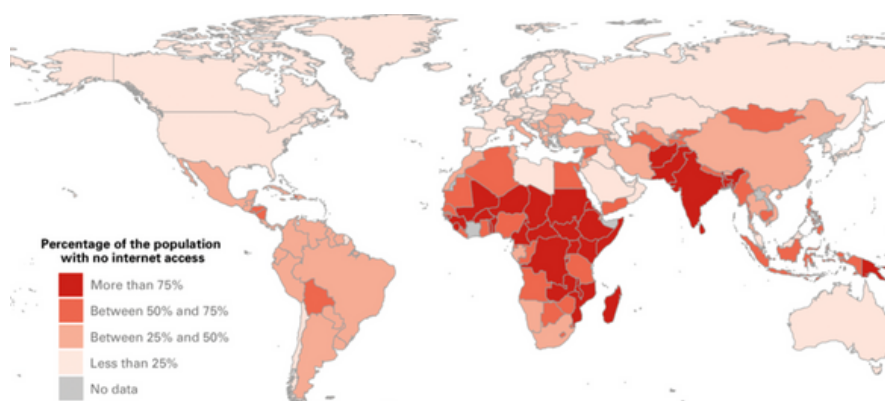 Percentage of the population
with no internet access
More than 75%
Between 50% and 75%
Between 25% and 50%
Less than 25%
No data